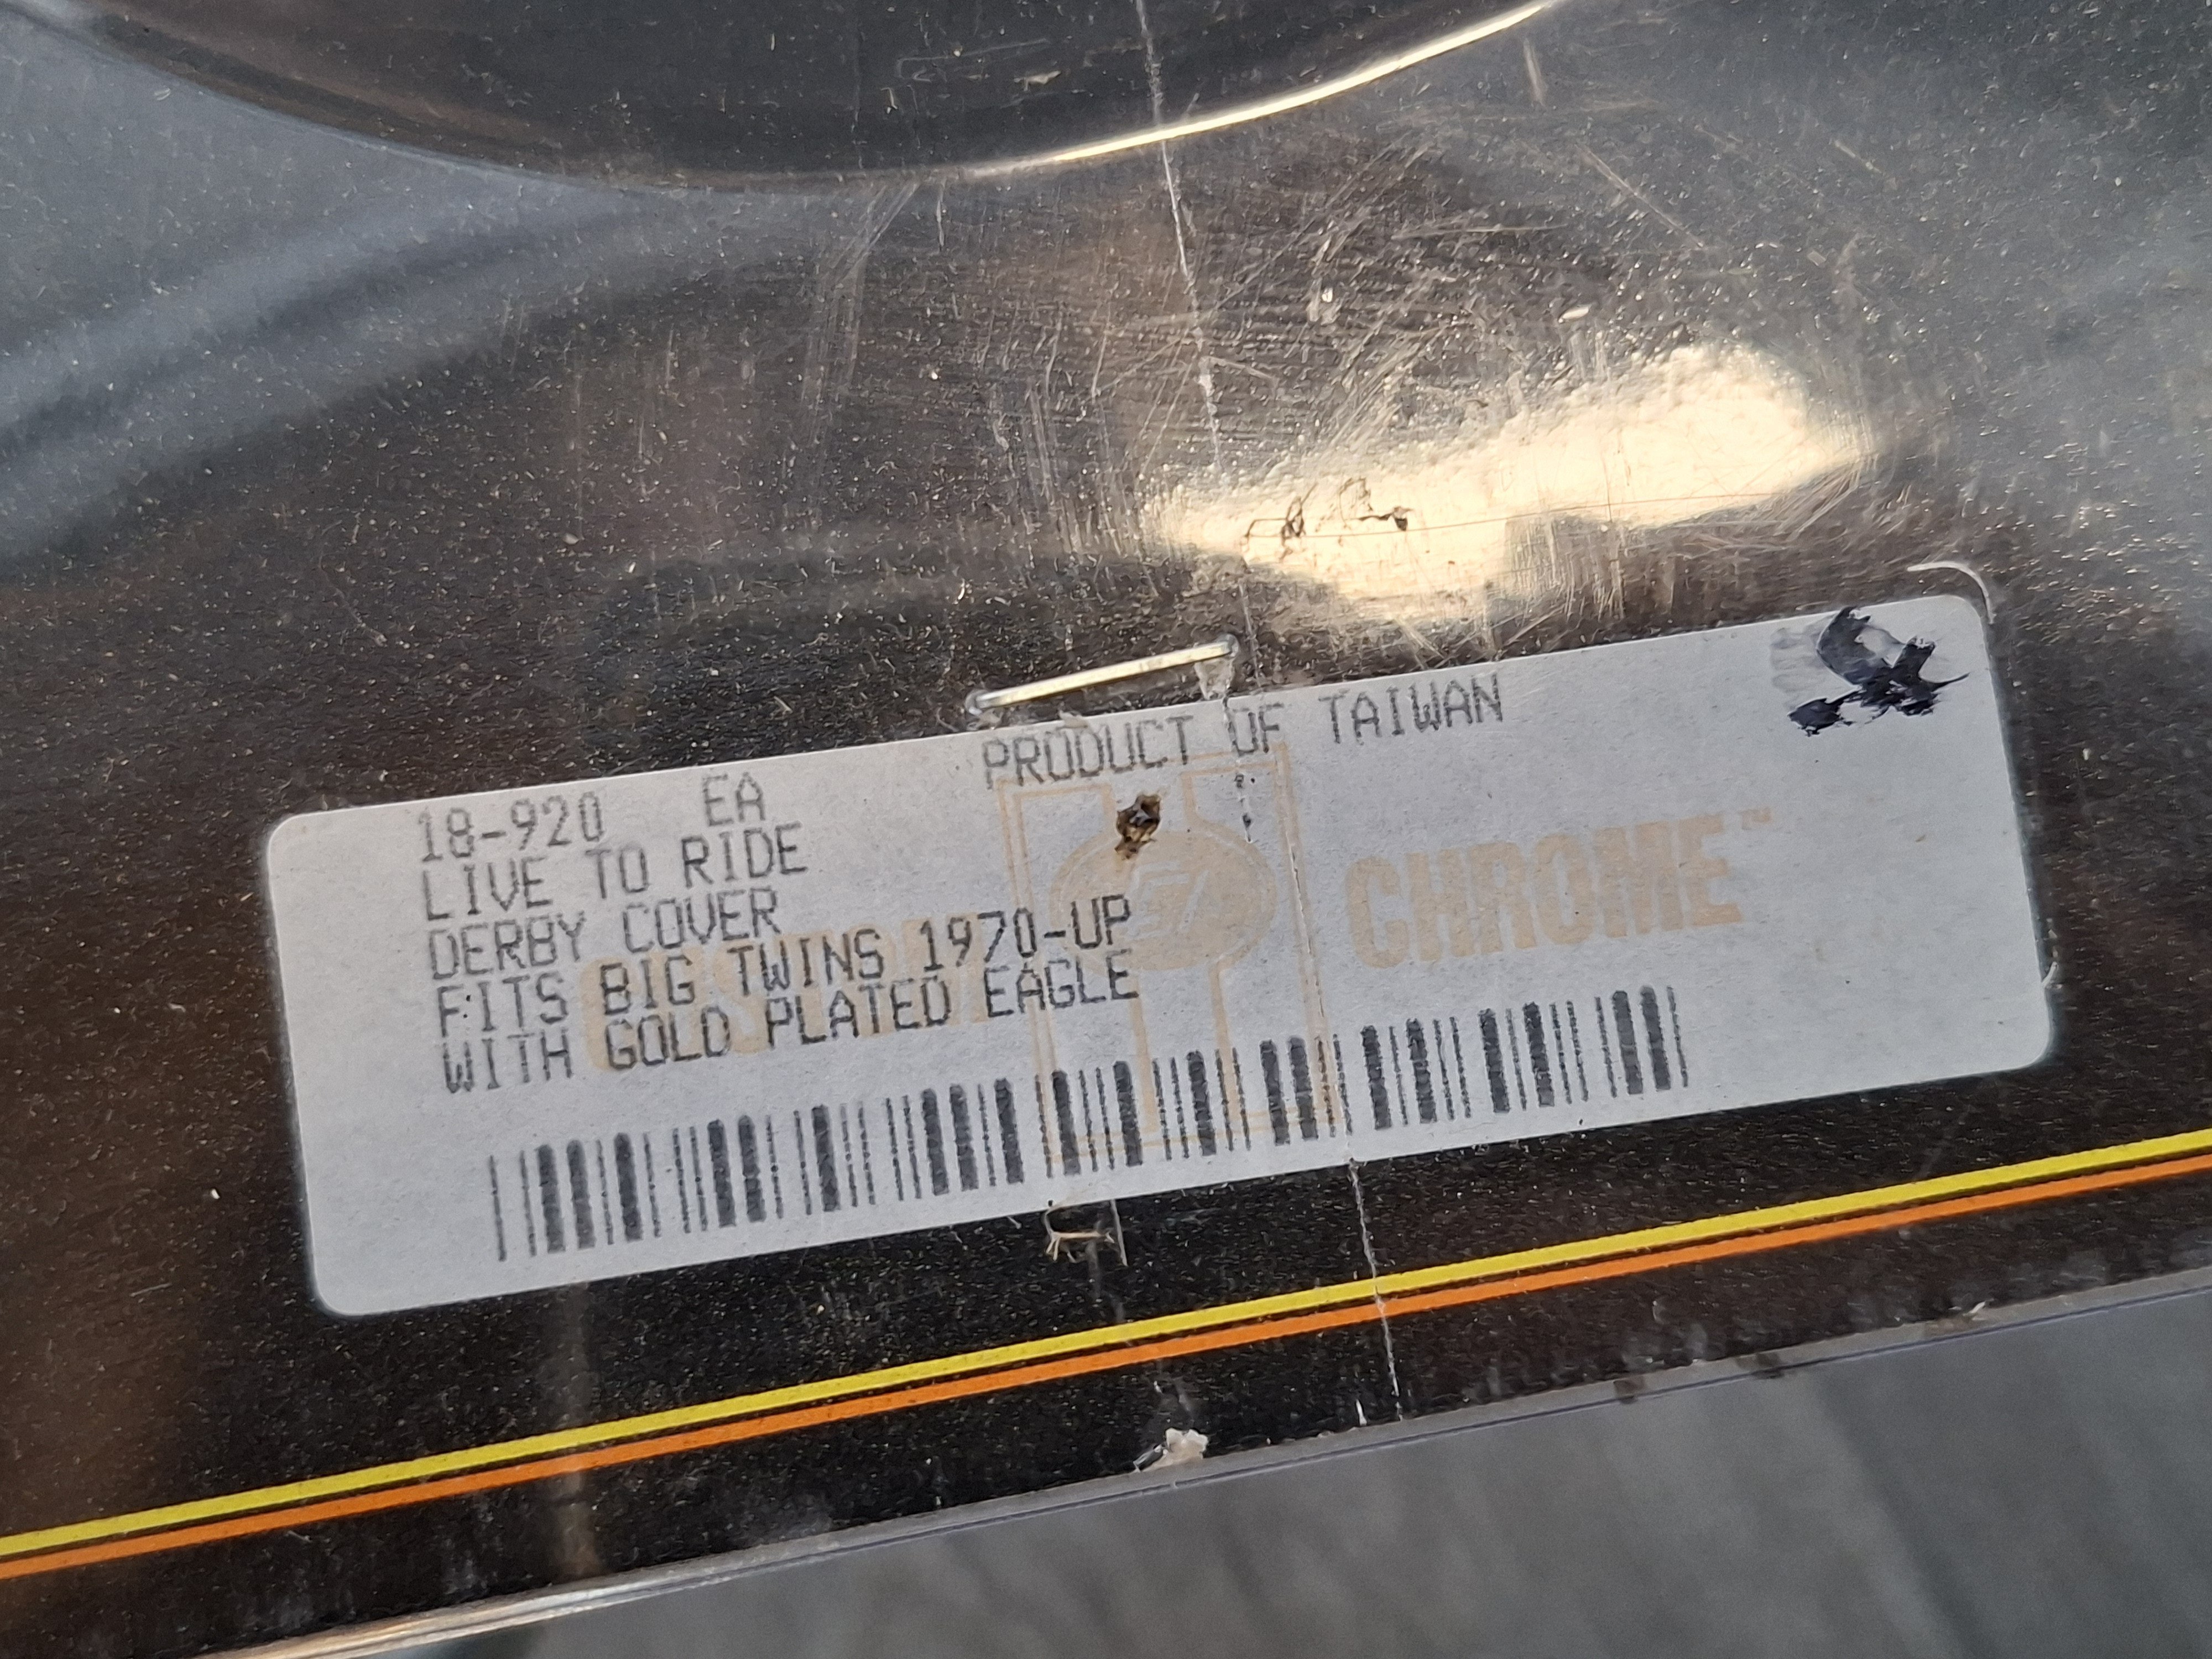 PRODUCT OF TAIWAN
18-920 EA
LIVE TO RIDE
DERBY COVER
FITS BIG TWINS 1970-UP
WITH GOLD PLATED EAGLE
CHROME™